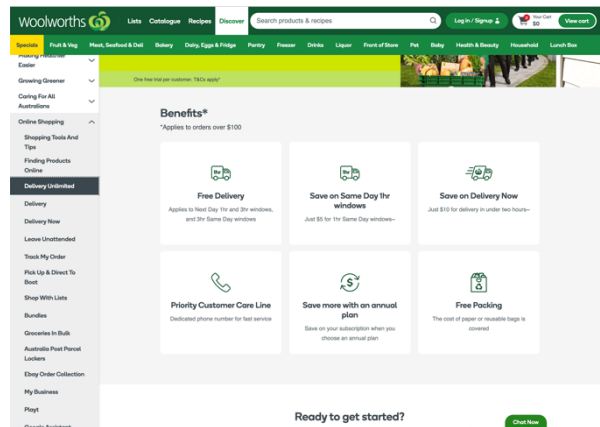 Woolworths
Lists Catalogue Recipes Discover
Search products & recipes
Log in / Signup
Your Cart
$0
View cart
Specials Fruit & Veg Meat, Seafood & Deli Bakery Dairy, Eggs & Fridge Pantry Freezer Drinks Liquor Front of Store Pet Baby Health & Beauty Household Lunch Box
Making Healthier
Easier
Growing Greener
Caring For All
Australians
Online Shopping
Shopping Tools And
Tips
Finding Products
Online
Delivery Unlimited
Delivery
Delivery Now
Leave Unattended
Track My Order
Pick Up & Direct To
Boot
Shop With Lists
Bundles
Groceries In Bulk
Australia Post Parcel
Lockers
Ebay Order Collection
My Business
Playt
Google Assistant
One free trial per customer. T&Cs apply*
Benefits*
*Applies to orders over $100
Free Delivery
Applies to Next Day 1hr and 3hr windows,
and 3hr Same Day windows
Save on Same Day 1hr
windows
Just $5 for 1hr Same Day windows~
Save on Delivery Now
Just $10 for delivery in under two hours~
Priority Customer Care Line
Dedicated phone number for fast service
Save more with an annual
plan
Save on your subscription when you
choose an annual plan
Free Packing
The cost of paper or reusable bags is
covered
Ready to get started?
Chat Now